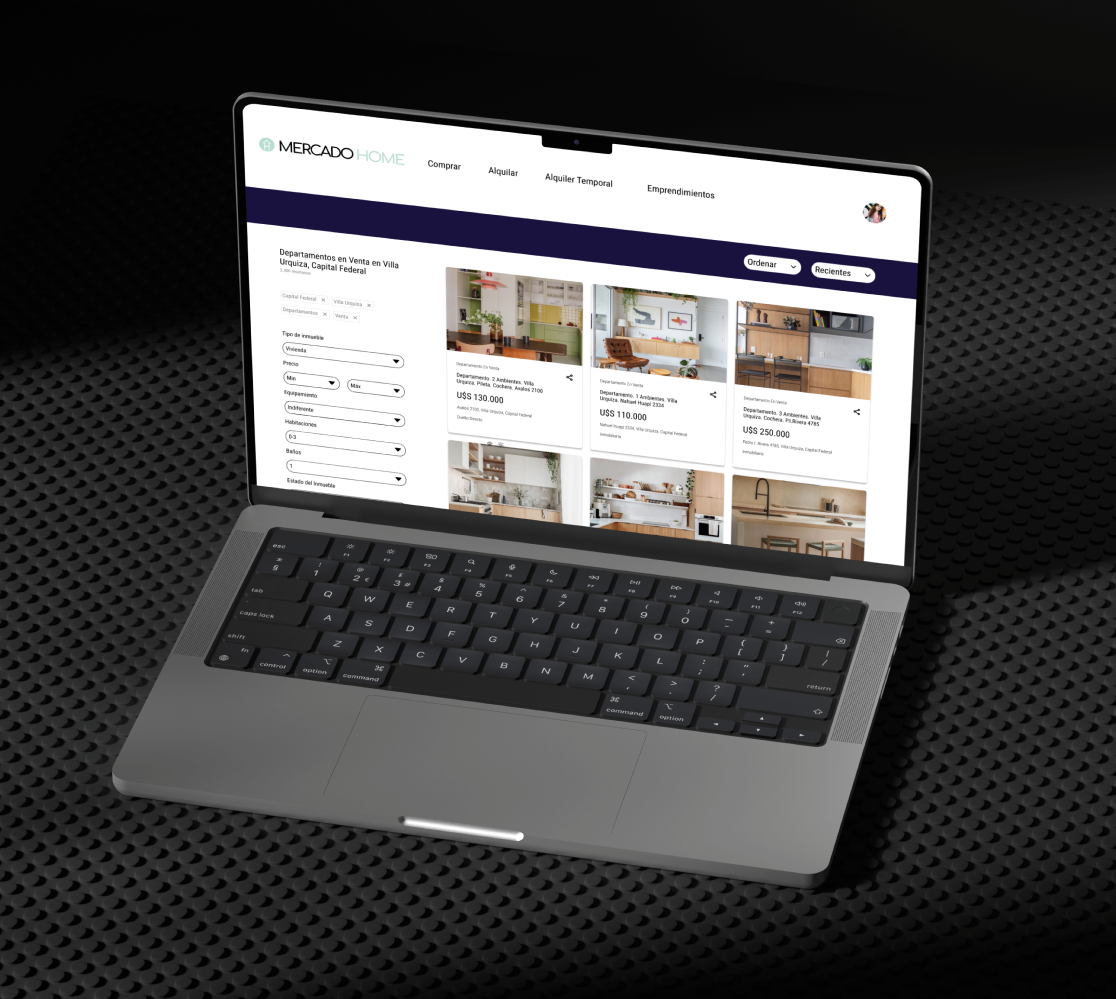 MERCADO HOME
Comprar
Alquilar
Alquiler Temporal
Emprendimientos
Ordenar
Recientes
Departamentos en Venta en Villa
Urquiza, Capital Federal
Capital Federal ×
Villa Urquiza ×
Departamentos ×
Venta ×
Tipo de inmueble
Vivienda
Precio
Min
Max
Equipamiento
Indiferente
Habitaciones
0-3
Baños
1
Estado del Inmueble
Departamento En Venta
Departamento. 2 Ambientes. Villa
Urquiza. Pileta. Cochera. Avalos 2100
U$S 130.000
Avalos 2100, Villa Urquiza, Capital Federal
Dueño Directo
Departamento En Venta
Departamento. 1 Ambientes. Villa
Urquiza. Nahuel Huapi 2334
U$S 110.000
Nahuel huapi 2334, Villa Urquiza, Capital Federal
Inmobiliaria
Departamento En Venta
Departamento. 3 Ambientes. Villa
Urquiza. Cochera. P.I.Rivera 4785
U$S 250.000
Pedro I. Rivera 4785, Villa Urquiza, Capital Federal
Inmobiliaria
esc F1 F2 F3 F4 F5 F6 F7 F8 F9 F10 F11 F12
§ 1 ! 2 @ € 3 £ # 4 $ 5 % 6 ^ 7 & 8 * 9 ( 0 ) - _ = +
tab Q W E R T Y U I O P { [ } ]
caps lock A S D F G H J K L : ; " ' return
shift Z X C V B N M < , > . ? /
fn control option command command option